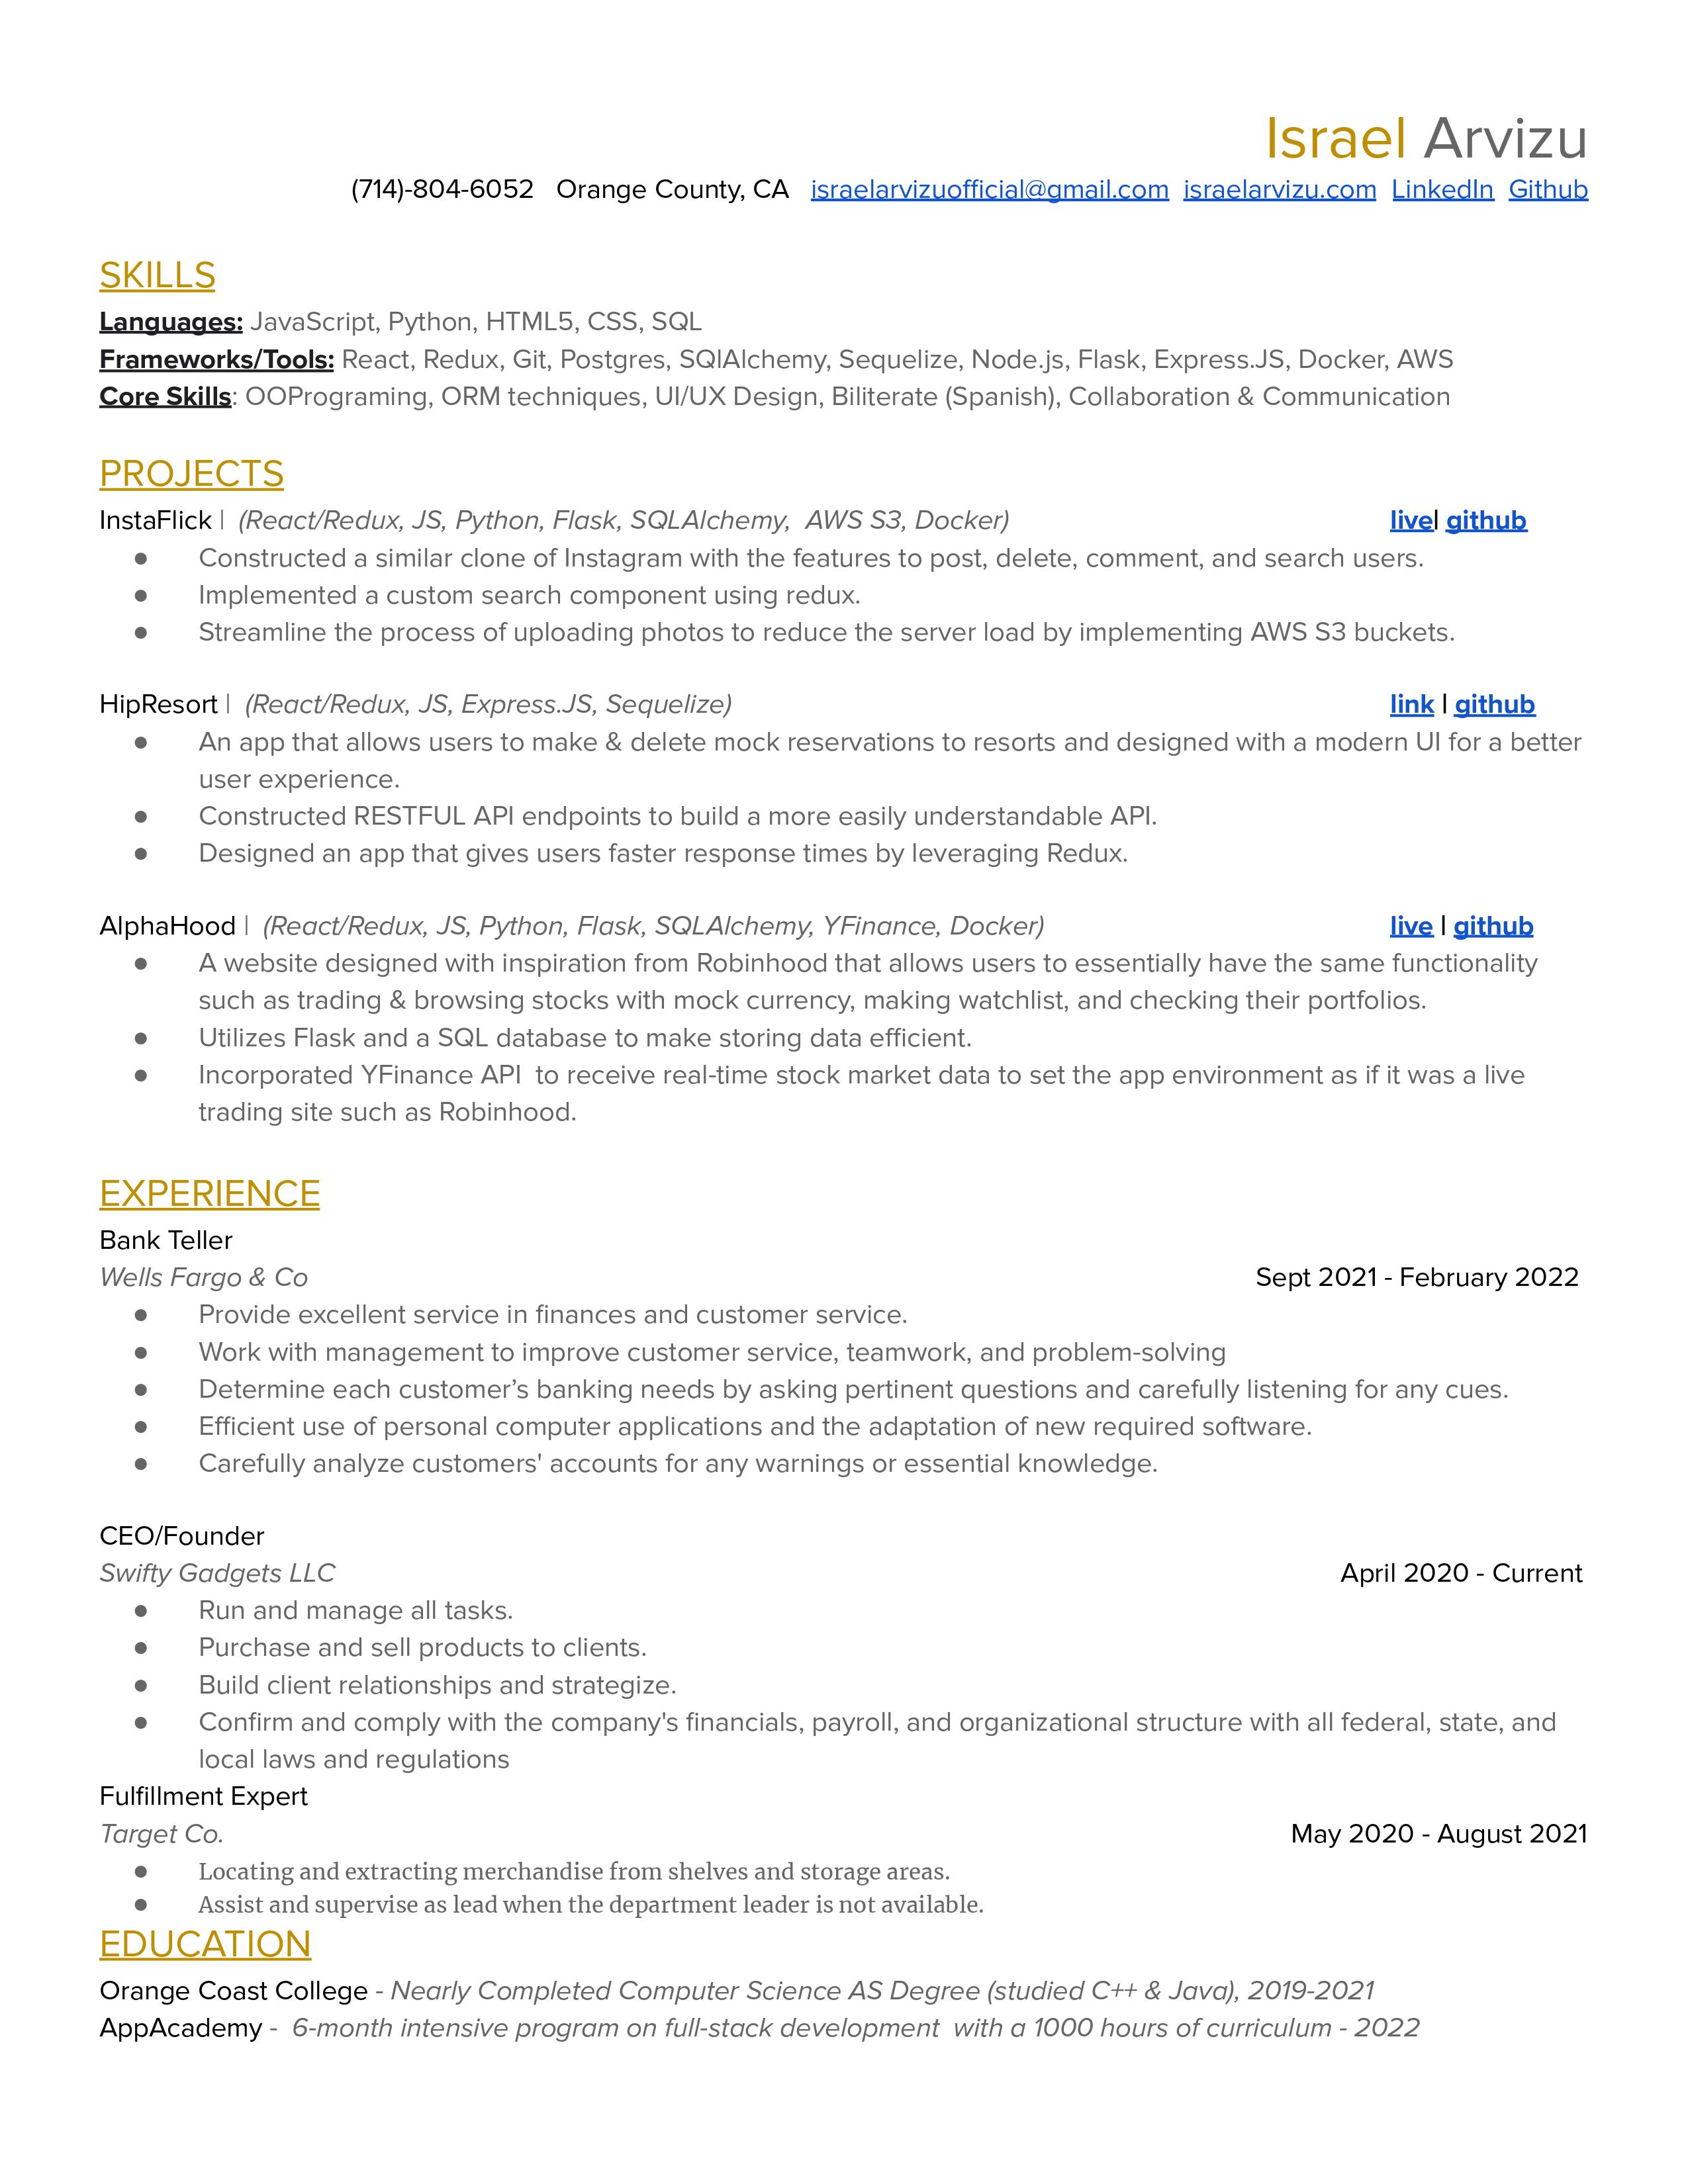 Israel Arvizu
(714)-804-6052 Orange County, CA israelarvizuofficial@gmail.com israelarvizu.com LinkedIn Github
SKILLS
Languages: JavaScript, Python, HTML5, CSS, SQL
Frameworks/Tools: React, Redux, Git, Postgres, SQlAlchemy, Sequelize, Node.js, Flask, Express.JS, Docker, AWS
Core Skills: OOPrograming, ORM techniques, UI/UX Design, Biliterate (Spanish), Collaboration & Communication
PROJECTS
InstaFlick | (React/Redux, JS, Python, Flask, SQLAlchemy, AWS S3, Docker) live| github
● Constructed a similar clone of Instagram with the features to post, delete, comment, and search users.
● Implemented a custom search component using redux.
● Streamline the process of uploading photos to reduce the server load by implementing AWS S3 buckets.
HipResort | (React/Redux, JS, Express.JS, Sequelize) link | github
● An app that allows users to make & delete mock reservations to resorts and designed with a modern UI for a better
user experience.
● Constructed RESTFUL API endpoints to build a more easily understandable API.
● Designed an app that gives users faster response times by leveraging Redux.
AlphaHood | (React/Redux, JS, Python, Flask, SQLAlchemy, YFinance, Docker) live | github
● A website designed with inspiration from Robinhood that allows users to essentially have the same functionality
such as trading & browsing stocks with mock currency, making watchlist, and checking their portfolios.
● Utilizes Flask and a SQL database to make storing data efficient.
● Incorporated YFinance API to receive real-time stock market data to set the app environment as if it was a live
trading site such as Robinhood.
EXPERIENCE
Bank Teller
Wells Fargo & Co Sept 2021 - February 2022
● Provide excellent service in finances and customer service.
● Work with management to improve customer service, teamwork, and problem-solving
● Determine each customer’s banking needs by asking pertinent questions and carefully listening for any cues.
● Efficient use of personal computer applications and the adaptation of new required software.
● Carefully analyze customers' accounts for any warnings or essential knowledge.
CEO/Founder
Swifty Gadgets LLC April 2020 - Current
● Run and manage all tasks.
● Purchase and sell products to clients.
● Build client relationships and strategize.
● Confirm and comply with the company's financials, payroll, and organizational structure with all federal, state, and
local laws and regulations
Fulfillment Expert
Target Co. May 2020 - August 2021
● Locating and extracting merchandise from shelves and storage areas.
● Assist and supervise as lead when the department leader is not available.
EDUCATION
Orange Coast College - Nearly Completed Computer Science AS Degree (studied C++ & Java), 2019-2021
AppAcademy - 6-month intensive program on full-stack development with a 1000 hours of curriculum - 2022